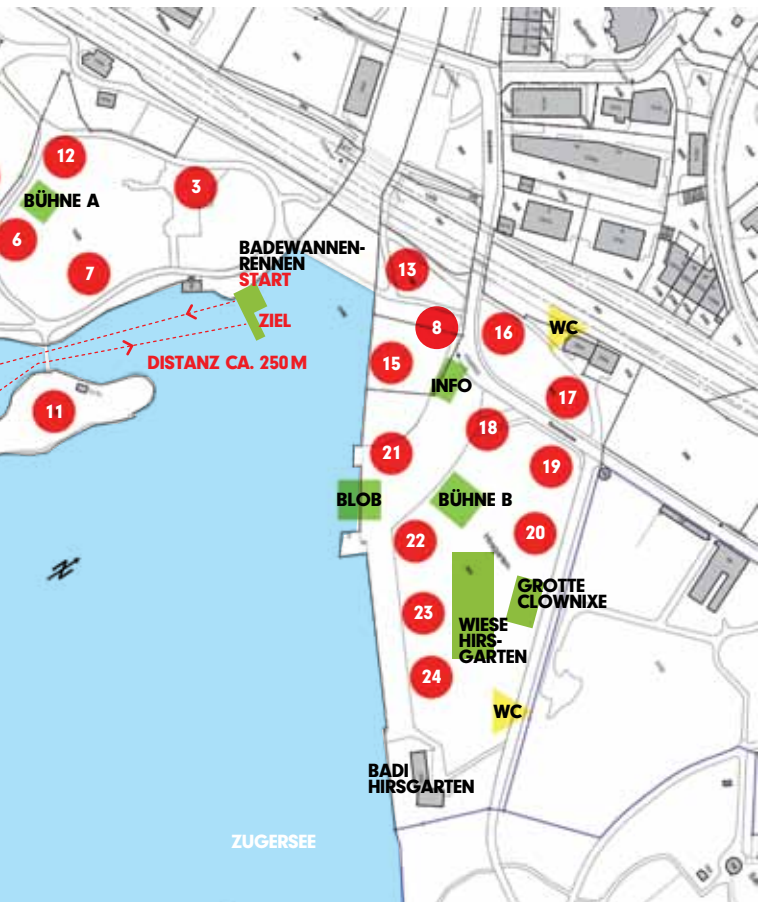 12
3
BÜHNE A
6
7
BADEWANNEN-
RENNEN
START
ZIEL
DISTANZ CA. 250 M
11
13
8
16
WC
15
INFO
17
18
21
19
BLOB
BÜHNE B
22
20
GROTTE
CLOWNIXE
23
WIESE
HIRS-
GARTEN
24
WC
BADI
HIRSGARTEN
ZUGERSEE